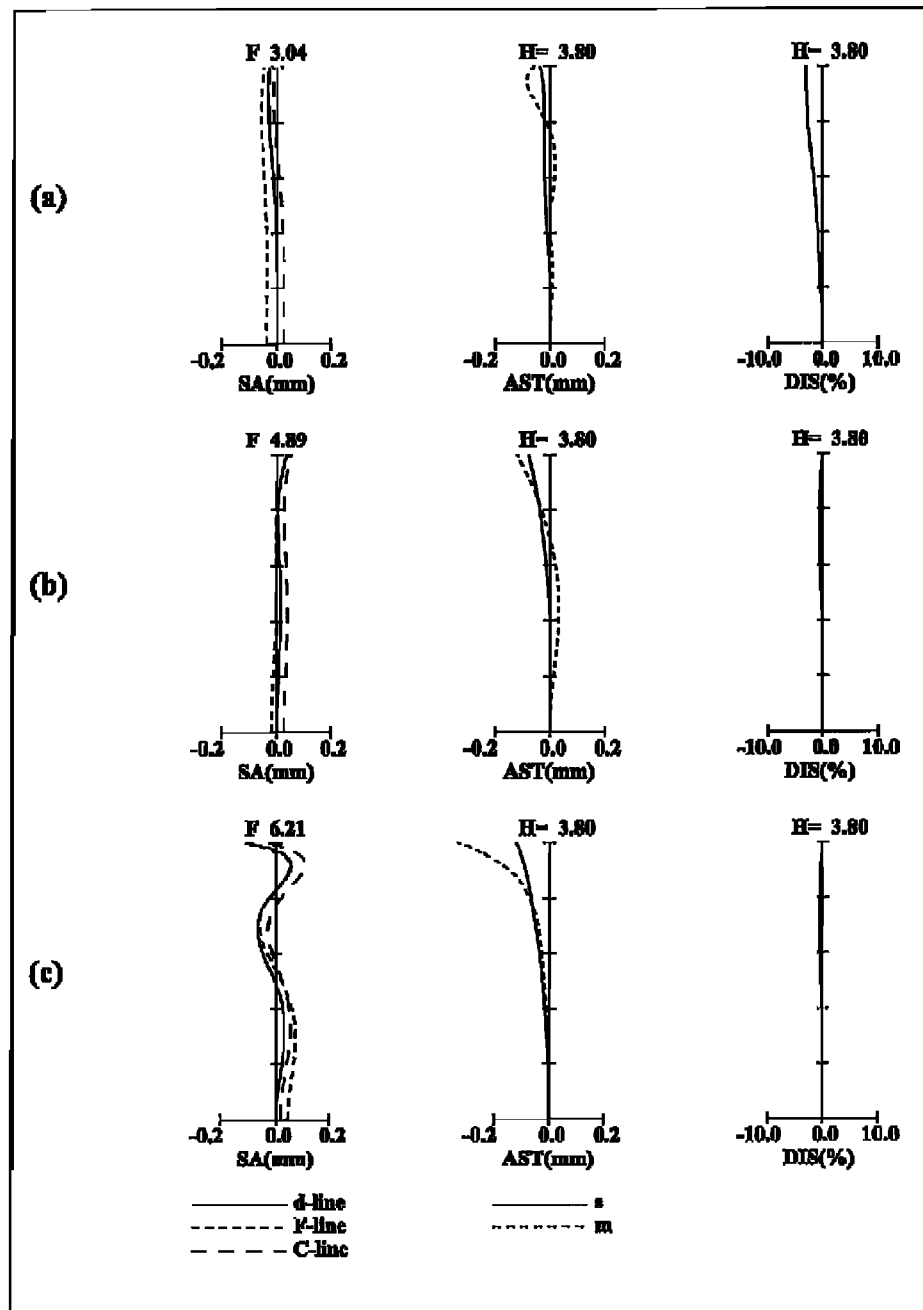 F 3.04 H= 3.80 H= 3.80
(a)
-0.2 0.0 0.2 -0.2 0.0 0.2 -10.0 0.0 10.0
SA(mm) AST(mm) DIS(%)
F 4.89 H= 3.80 H= 3.80
(b)
-0.2 0.0 0.2 -0.2 0.0 0.2 -10.0 0.0 10.0
SA(mm) AST(mm) DIS(%)
F 6.21 H= 3.80 H= 3.80
(c)
-0.2 0.0 0.2 -0.2 0.0 0.2 -10.0 0.0 10.0
SA(mm) AST(mm) DIS(%)
d-line s
F-line m
C-line